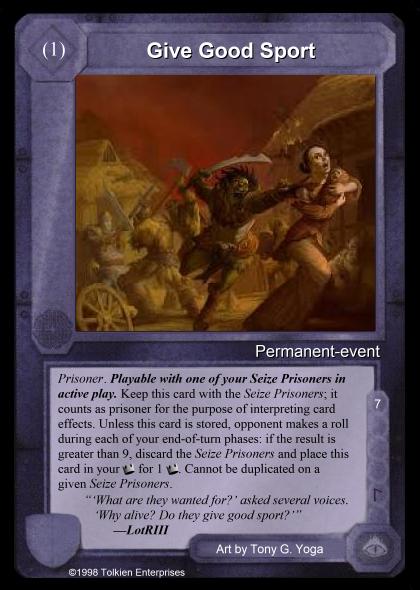 (1)
Give Good Sport
Permanent-event
Prisoner. Playable with one of your Seize Prisoners in
active play. Keep this card with the Seize Prisoners; it
counts as prisoner for the purpose of interpreting card
effects. Unless this card is stored, opponent makes a roll
during each of your end-of-turn phases: if the result is
greater than 9, discard the Seize Prisoners and place this
card in your for 1 . Cannot be duplicated on a
given Seize Prisoners.
“‘What are they wanted for?’ asked several voices.
‘Why alive? Do they give good sport?’”
—LotRIII
7
Art by Tony G. Yoga
©1998 Tolkien Enterprises